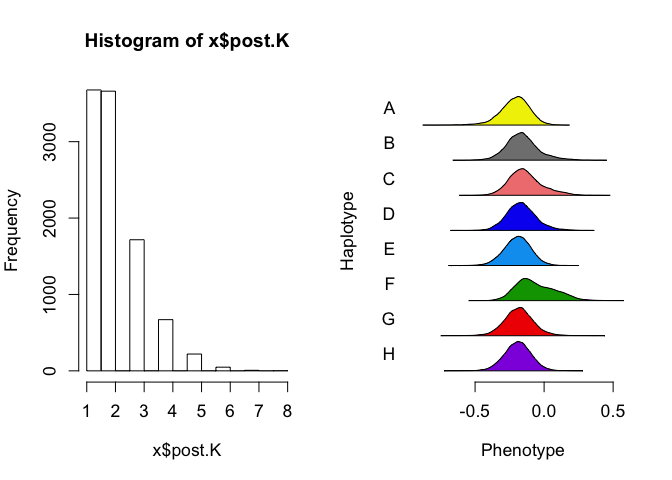 Histogram of x$post.K
Frequency
0
1000
2000
3000
1 2 3 4 5 6 7 8
x$post.K
Haplotype
A
B
C
D
E
F
G
H
-0.5 0.0 0.5
Phenotype